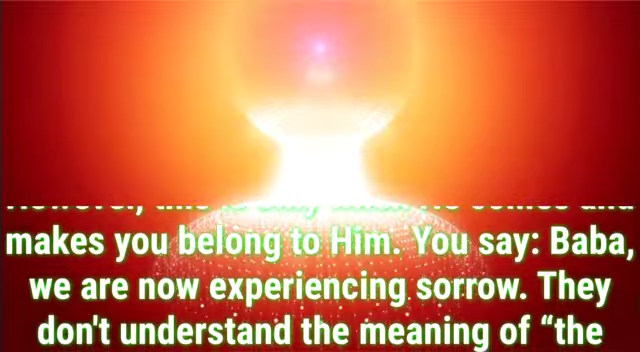 makes you belong to Him. You say: Baba,
we are now experiencing sorrow. They
don't understand the meaning of “the